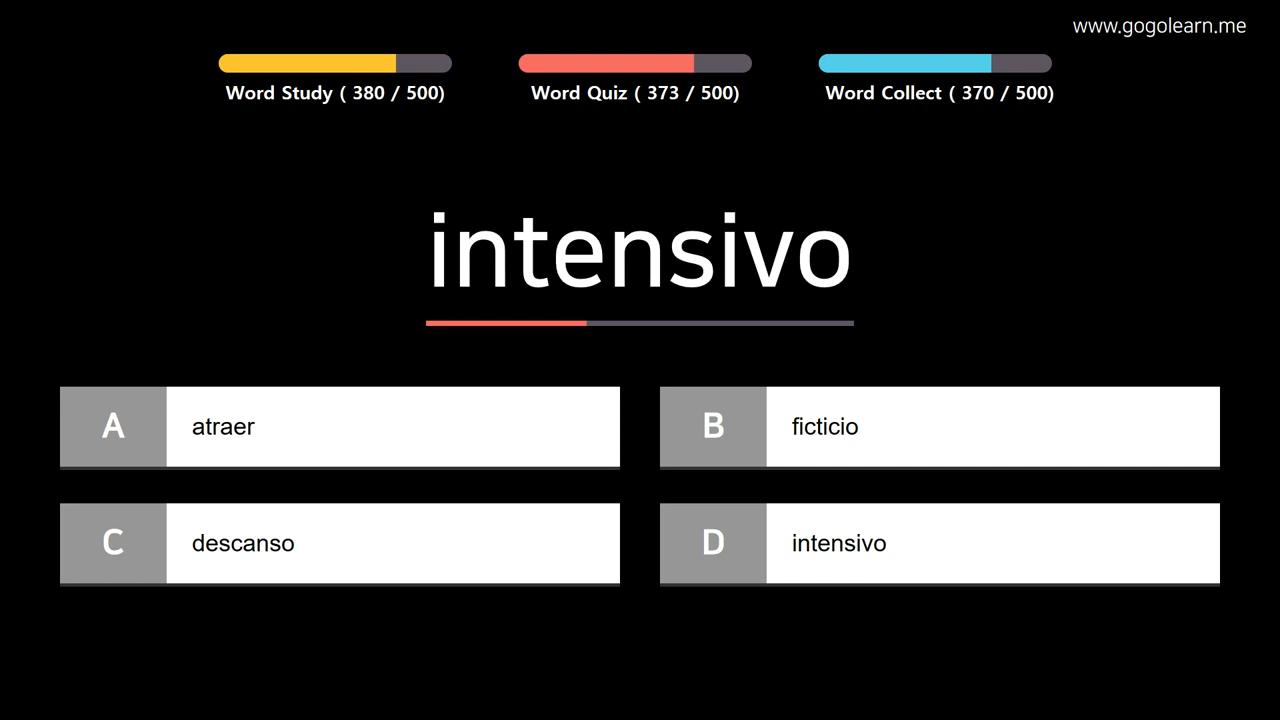 www.gogolearn.me
Word Study ( 380 / 500)
Word Quiz ( 373 / 500)
Word Collect ( 370 / 500)
intensivo
A atraer
B ficticio
C descanso
D intensivo